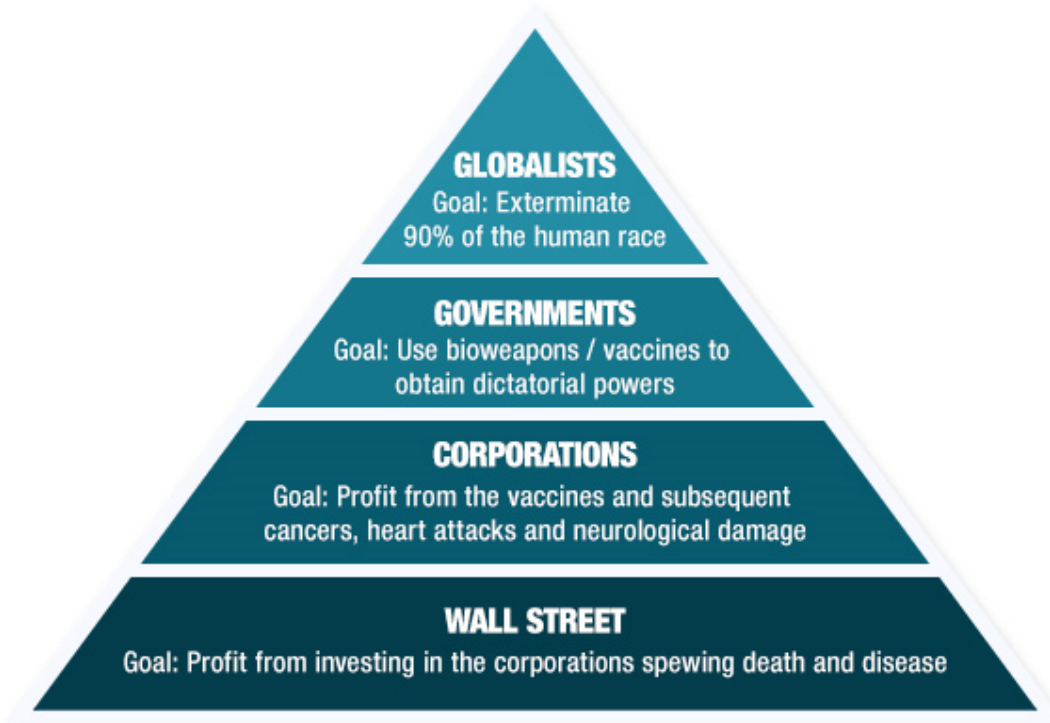 GLOBALISTS
Goal: Exterminate
90% of the human race
GOVERNMENTS
Goal: Use bioweapons / vaccines to
obtain dictatorial powers
CORPORATIONS
Goal: Profit from the vaccines and subsequent
cancers, heart attacks and neurological damage
WALL STREET
Goal: Profit from investing in the corporations spewing death and disease